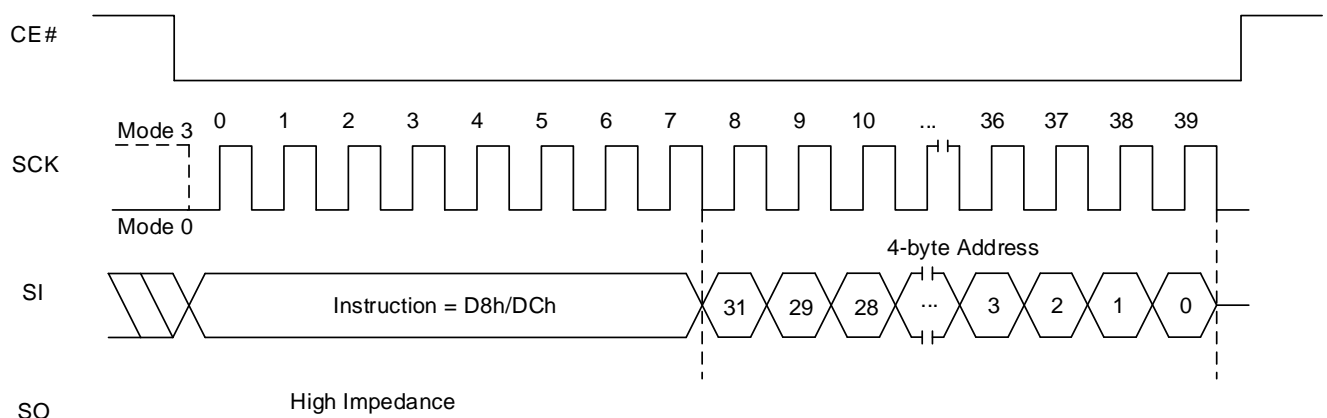 CE#
0 1 2 3 4 5 6 7 8 9 10 ... 36 37 38 39
Mode 3
SCK
Mode 0
4-byte Address
SI
Instruction = D8h/DCh 31 29 28 ... 3 2 1 0
High Impedance
SO